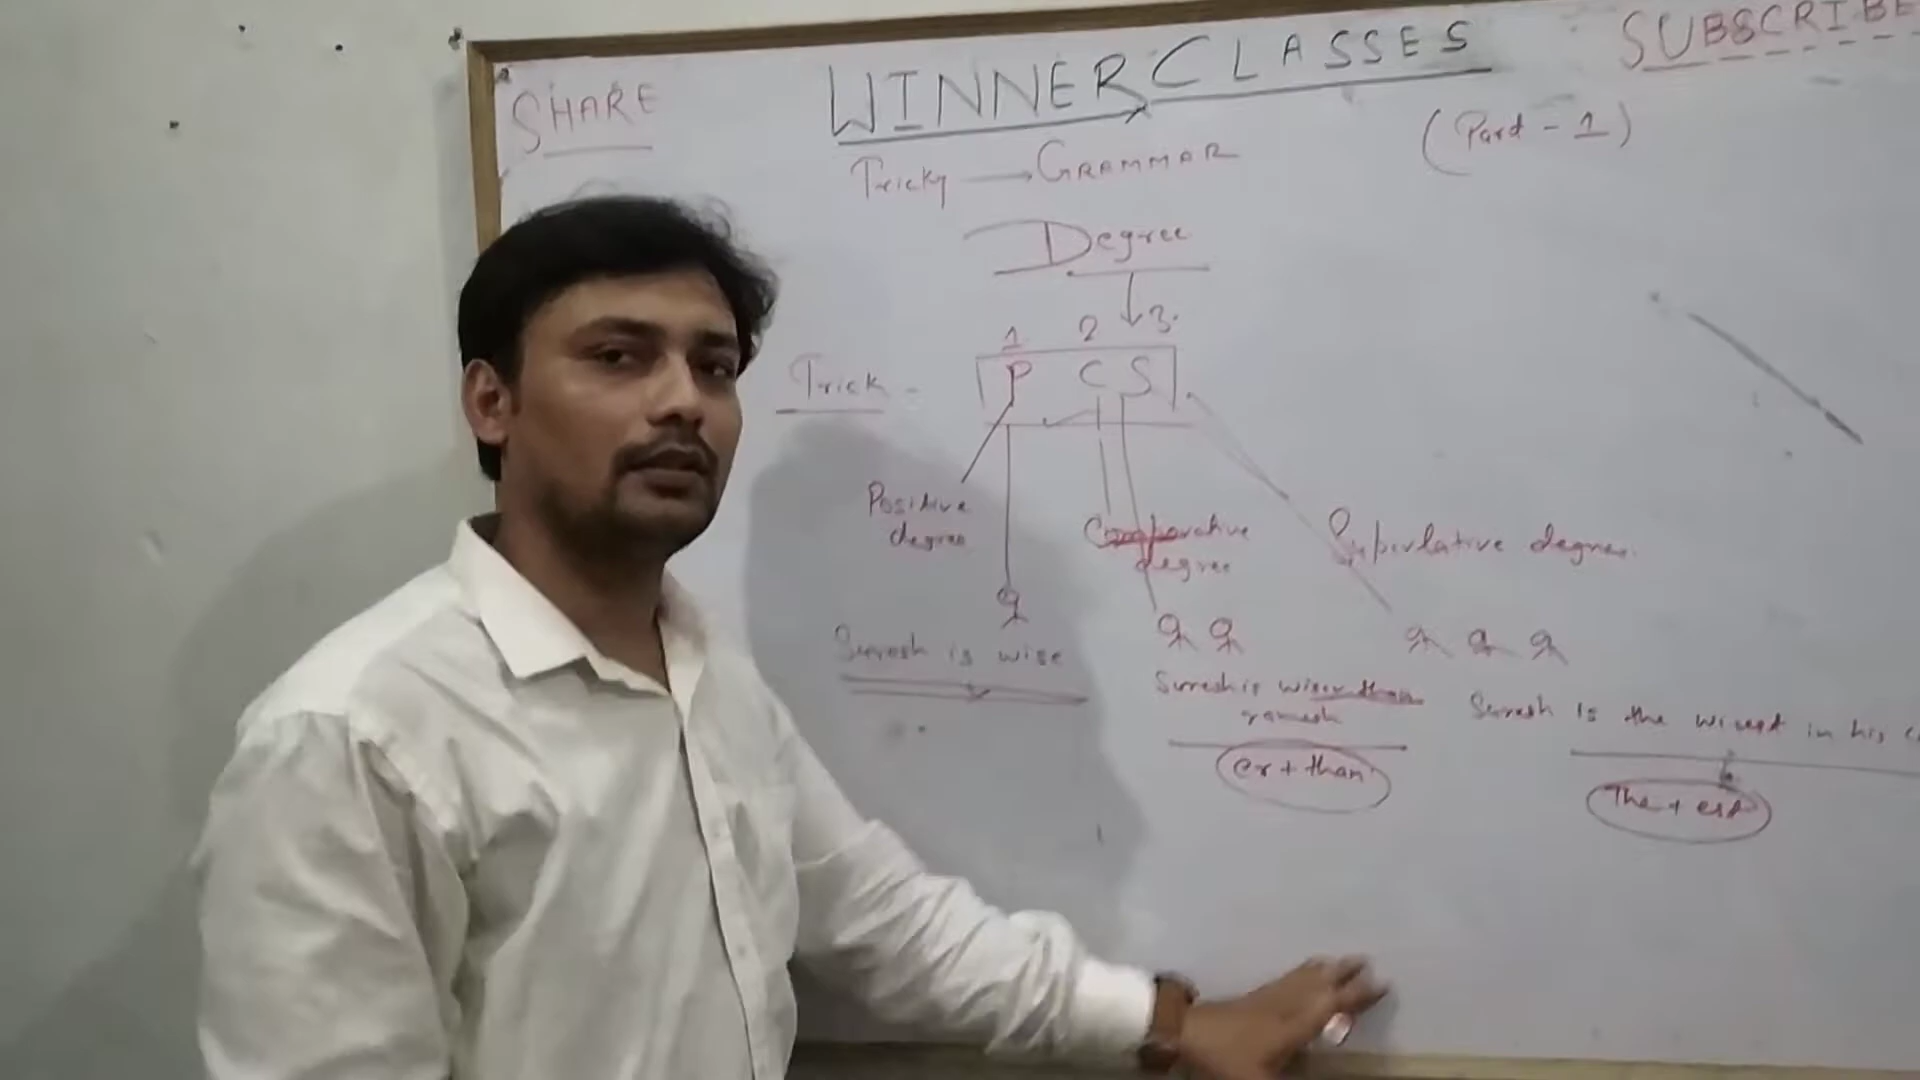 SHARE
WINNER CLASSES
SUBSCRIBE
(Part - 1)
Tricky → GRAMMAR
Degree
1 2 3.
Trick - P C S
Positive
degree
Comparative
degree
Superlative degree
Suresh is wise
Suresh is wiser than
ramesh
Suresh is the wisest in his
er + than
The + est